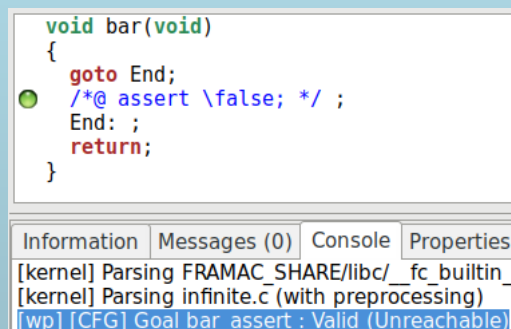 void bar(void)
{
goto End;
/*@ assert \false; */ ;
End: ;
return;
}
Information Messages (0) Console Properties
[kernel] Parsing FRAMAC_SHARE/libc/__fc_builtin_
[kernel] Parsing infinite.c (with preprocessing)
[wp] [CFG] Goal bar_assert : Valid (Unreachable)